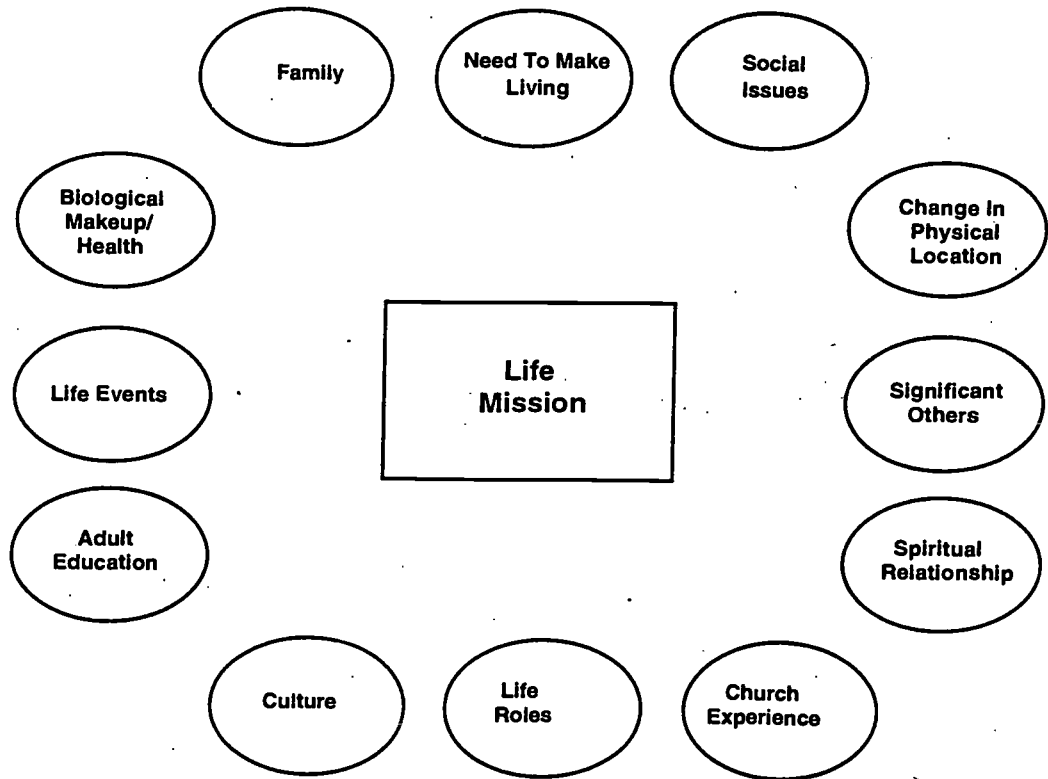 Family
Need To Make
Living
Social
Issues
Biological
Makeup/
Health
Change In
Physical
Location
Life
Mission
Life Events
Significant
Others
Adult
Education
Spiritual
Relationship
Culture
Life
Roles
Church
Experience